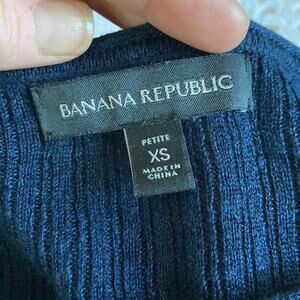 BANANA REPUBLIC
PETITE
XS
MADE IN
CHINA